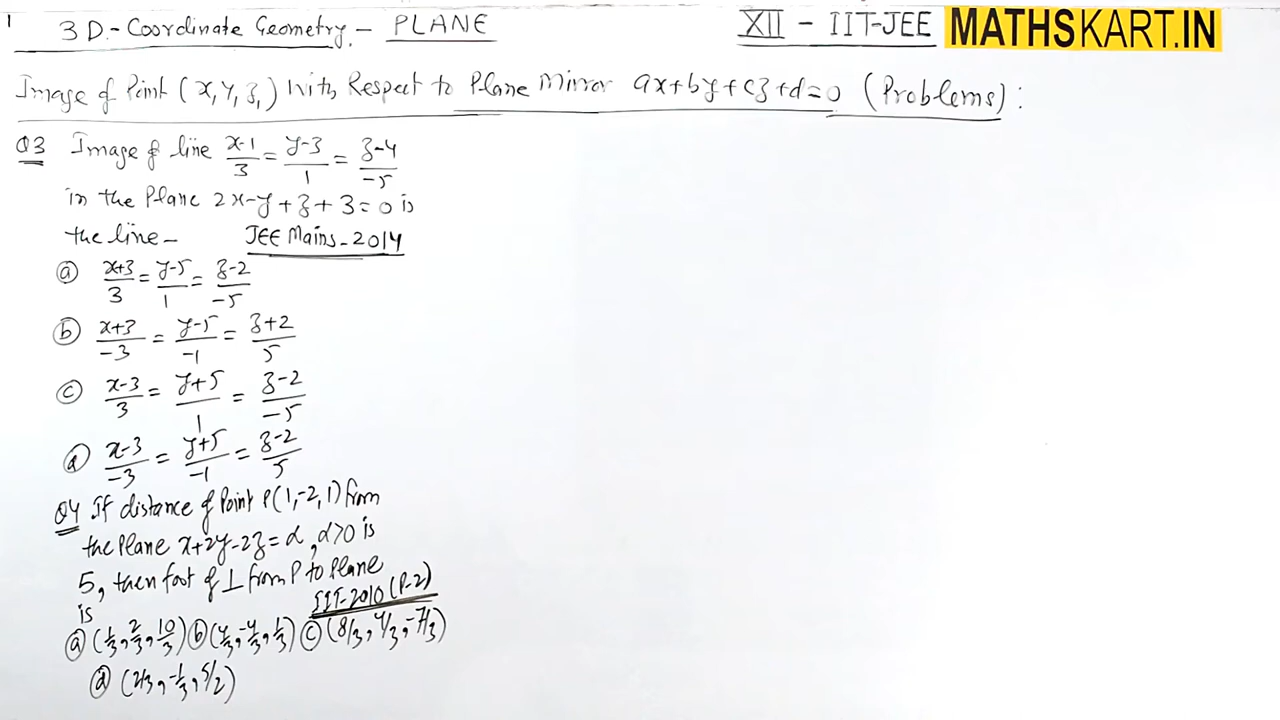 1
3D.-Coordinate Geometry.- PLANE
XII - IIT-JEE MATHSKART.IN
Image of Point (x,y,z,) With Respect to Plane Mirror ax+by+cz+d=0 (Problems):
Q3 Image of line (x-1)/3 = (y-3)/1 = (z-4)/-5
in the Plane 2x-y+z+3=0 is
the line- JEE Mains-2014
(a) (x+3)/3 = (y-5)/1 = (z-2)/-5
(b) (x+3)/-3 = (y-5)/-1 = (z+2)/5
(c) (x-3)/3 = (y+5)/1 = (z-2)/-5
(d) (x-3)/-3 = (y+5)/-1 = (z-2)/5
Q4 If distance of Point P(1,-2,1) from
the Plane x+2y-2z=α, α>0 is
5, then foot of ⊥ from P to Plane
is IIT-2010 (P-2)
(a) (1/3, 2/3, 10/3) (b) (4/3, -4/3, 1/3) (c) (8/3, 4/3, -7/3)
(d) (2/3, -1/3, 5/2)